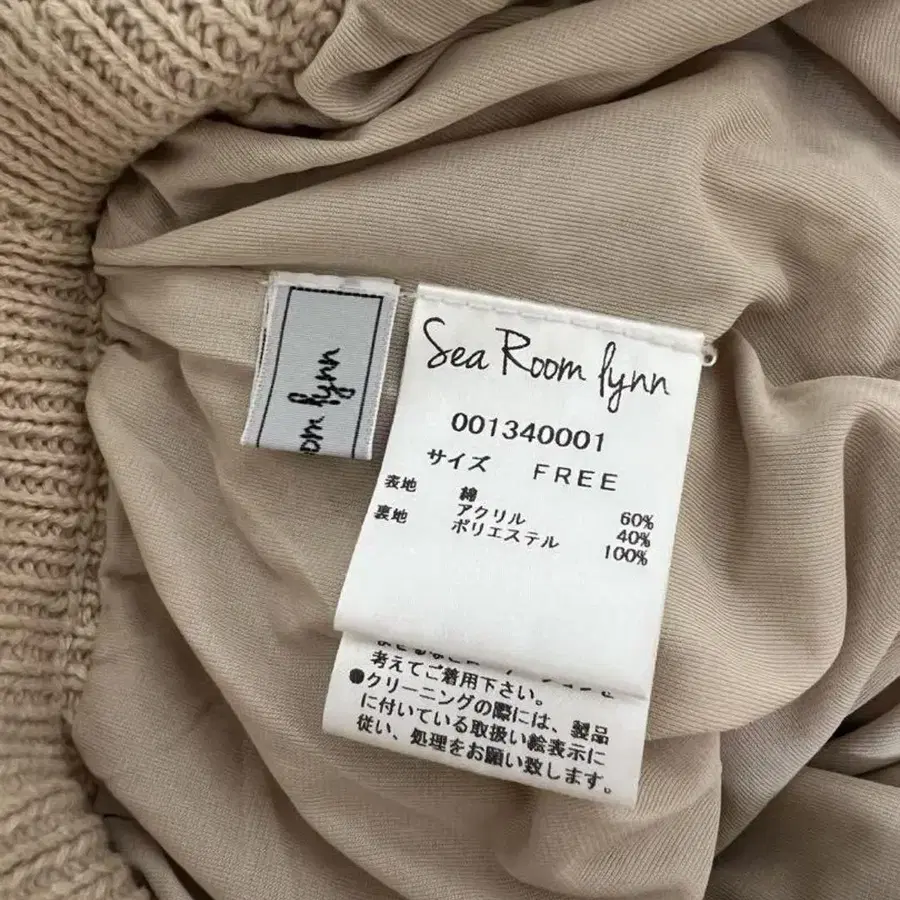 om lynn
Sea Room lynn
001340001
サイズ FREE
表地 綿 60%
アクリル 40%
裏地 ポリエステル 100%
考えてご着用下さい。
●クリーニングの際には、製品
に付いている取扱い絵表示に
従い、処理をお願い致します。